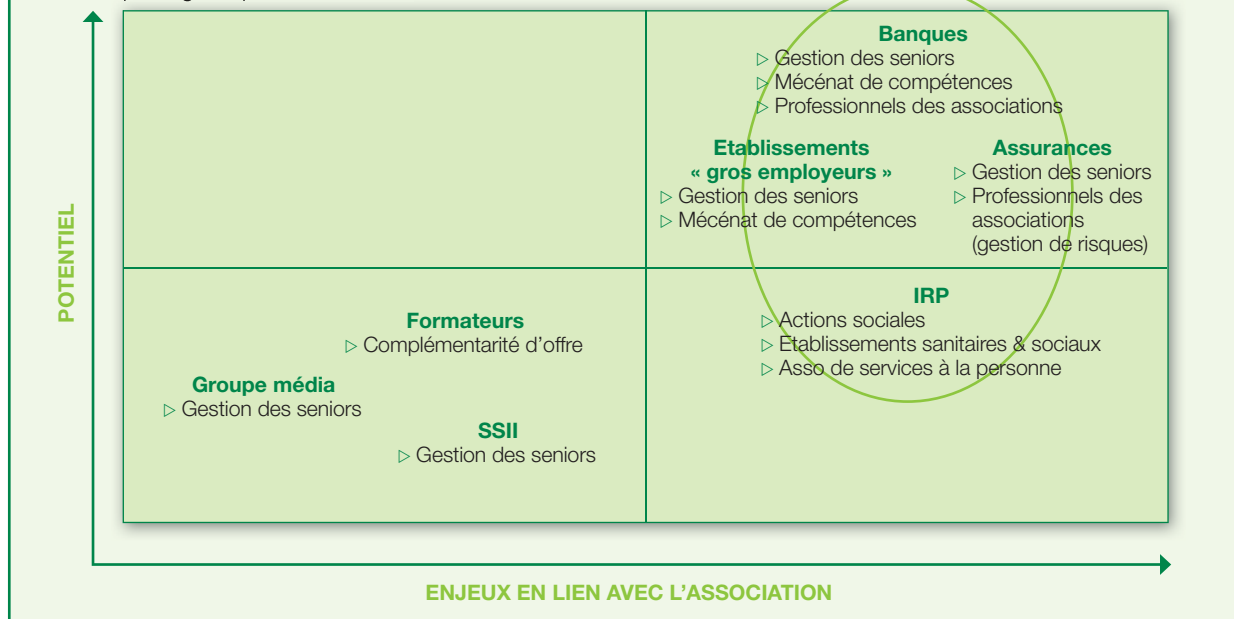 Banques
▷ Gestion des seniors
▷ Mécénat de compétences
▷ Professionnels des associations
Etablissements
« gros employeurs »
▷ Gestion des seniors
▷ Mécénat de compétences
Assurances
▷ Gestion des seniors
▷ Professionnels des
associations
(gestion de risques)
POTENTIEL
Formateurs
▷ Complémentarité d’offre
Groupe média
▷ Gestion des seniors
SSII
▷ Gestion des seniors
IRP
▷ Actions sociales
▷ Etablissements sanitaires & sociaux
▷ Asso de services à la personne
ENJEUX EN LIEN AVEC L’ASSOCIATION